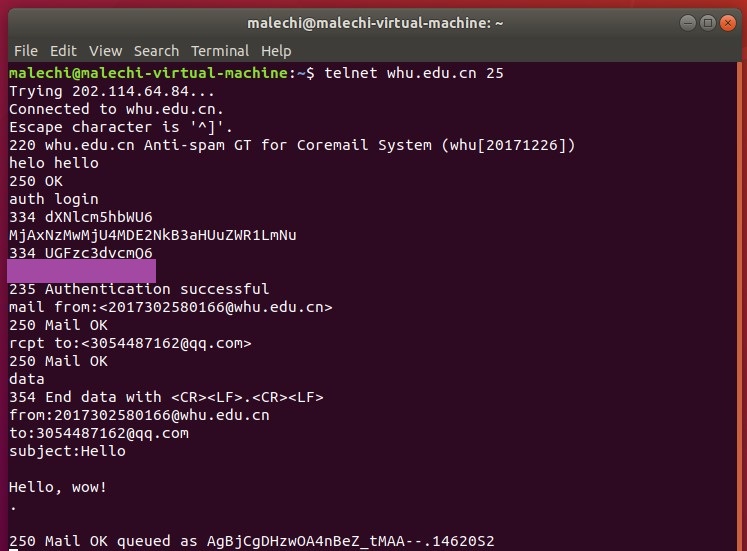 malechi@malechi-virtual-machine: ~
File Edit View Search Terminal Help
malechi@malechi-virtual-machine:~$ telnet whu.edu.cn 25
Trying 202.114.64.84...
Connected to whu.edu.cn.
Escape character is '^]'.
220 whu.edu.cn Anti-spam GT for Coremail System (whu[20171226])
helo hello
250 OK
auth login
334 dXNlcm5hbWU6
MjAxNzMwMjU4MDE2NkB3aHUuZWR1LmNu
334 UGFzc3dvcmQ6
235 Authentication successful
mail from:<2017302580166@whu.edu.cn>
250 Mail OK
rcpt to:<3054487162@qq.com>
250 Mail OK
data
354 End data with <CR><LF>.<CR><LF>
from:2017302580166@whu.edu.cn
to:3054487162@qq.com
subject:Hello
Hello, wow!
.
250 Mail OK queued as AgBjCgDHzwOA4nBeZ_tMAA--.14620S2